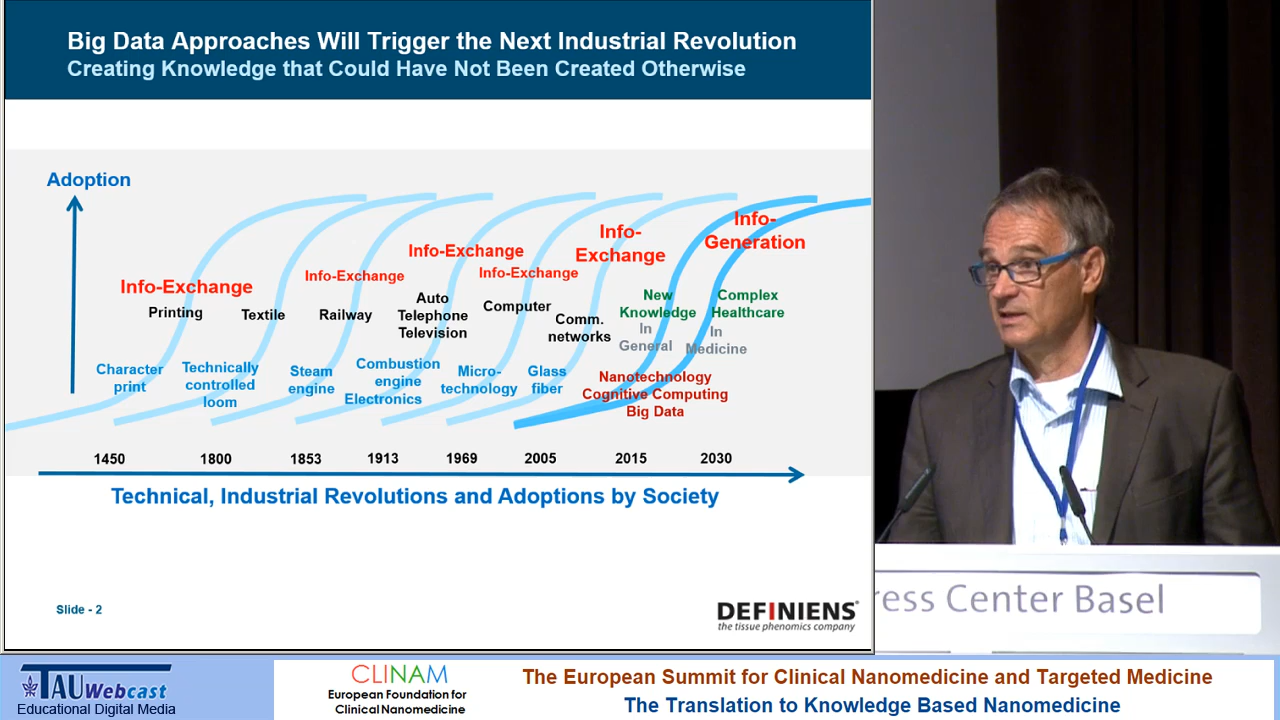 Big Data Approaches Will Trigger the Next Industrial Revolution
Creating Knowledge that Could Have Not Been Created Otherwise
Adoption
Info-Exchange
Printing
Character
print
Textile
Technically
controlled
loom
Info-Exchange
Railway
Steam
engine
Info-Exchange
Auto
Telephone
Television
Combustion
engine
Electronics
Info-Exchange
Computer
Micro-
technology
Info-
Exchange
Comm.
networks
Glass
fiber
New
Knowledge
In
General
Info-
Generation
Complex
Healthcare
In
Medicine
Nanotechnology
Cognitive Computing
Big Data
1450 1800 1853 1913 1969 2005 2015 2030
Technical, Industrial Revolutions and Adoptions by Society
Slide - 2
DEFINIENS®
the tissue phenomics company
ress Center Basel
TAU Webcast
Educational Digital Media
CLINAM
European Foundation for
Clinical Nanomedicine
The European Summit for Clinical Nanomedicine and Targeted Medicine
The Translation to Knowledge Based Nanomedicine